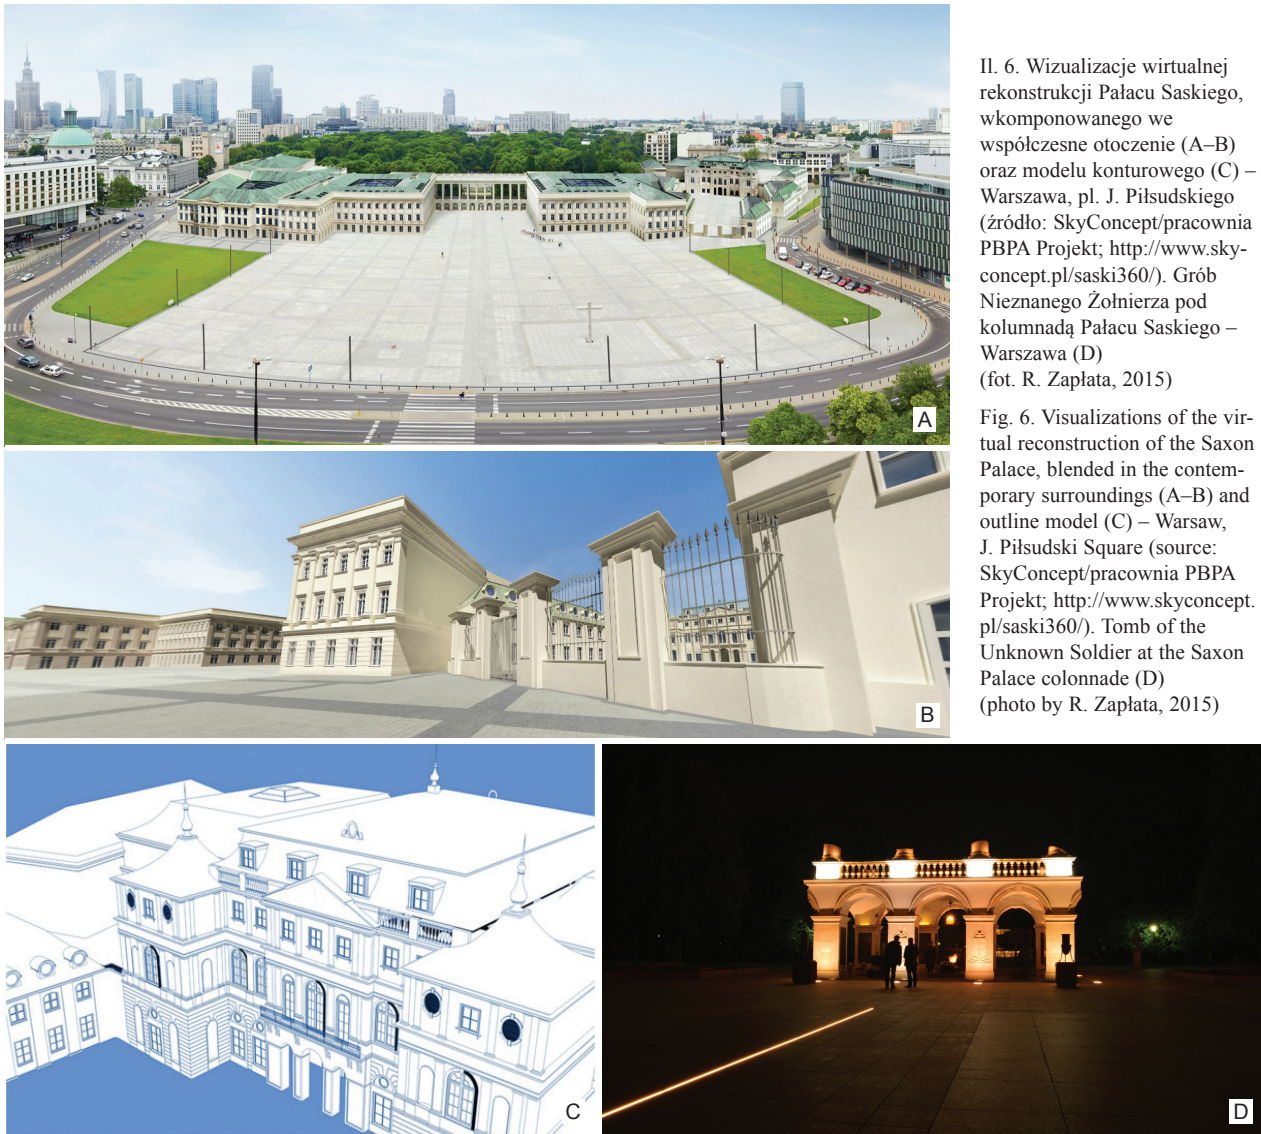 Il. 6. Wizualizacje wirtualnej
rekonstrukcji Pałacu Saskiego,
wkomponowanego we
współczesne otoczenie (A–B)
oraz modelu konturowego (C) –
Warszawa, pl. J. Piłsudskiego
(źródło: SkyConcept/pracownia
PBPA Projekt; http://www.sky-
concept.pl/saski360/). Grób
Nieznanego Żołnierza pod
kolumnadą Pałacu Saskiego –
Warszawa (D)
(fot. R. Zapłata, 2015)
Fig. 6. Visualizations of the vir-
tual reconstruction of the Saxon
Palace, blended in the contem-
porary surroundings (A–B) and
outline model (C) – Warsaw,
J. Piłsudski Square (source:
SkyConcept/pracownia PBPA
Projekt; http://www.skyconcept.
pl/saski360/). Tomb of the
Unknown Soldier at the Saxon
Palace colonnade (D)
(photo by R. Zapłata, 2015)
A
B
C
D